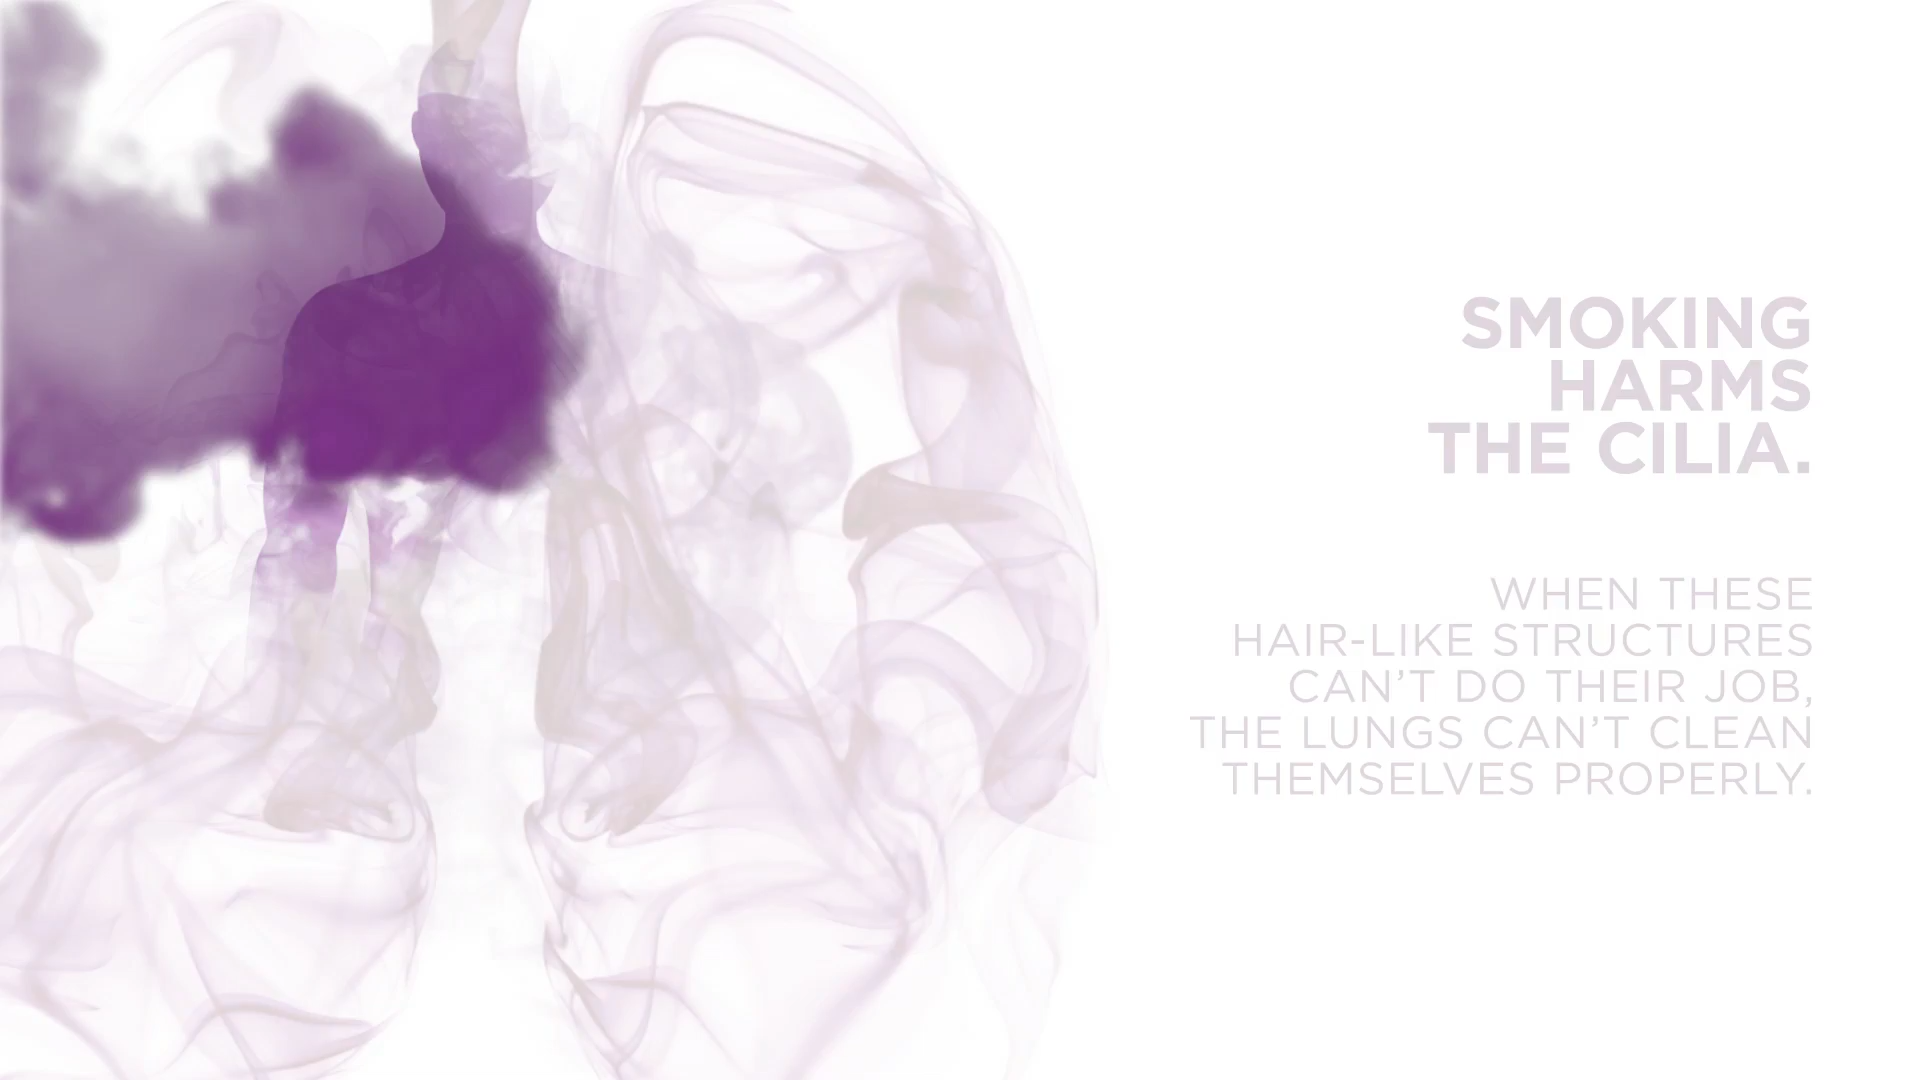 SMOKING
HARMS
THE CILIA.
WHEN THESE
HAIR-LIKE STRUCTURES
CAN’T DO THEIR JOB,
THE LUNGS CAN’T CLEAN
THEMSELVES PROPERLY.